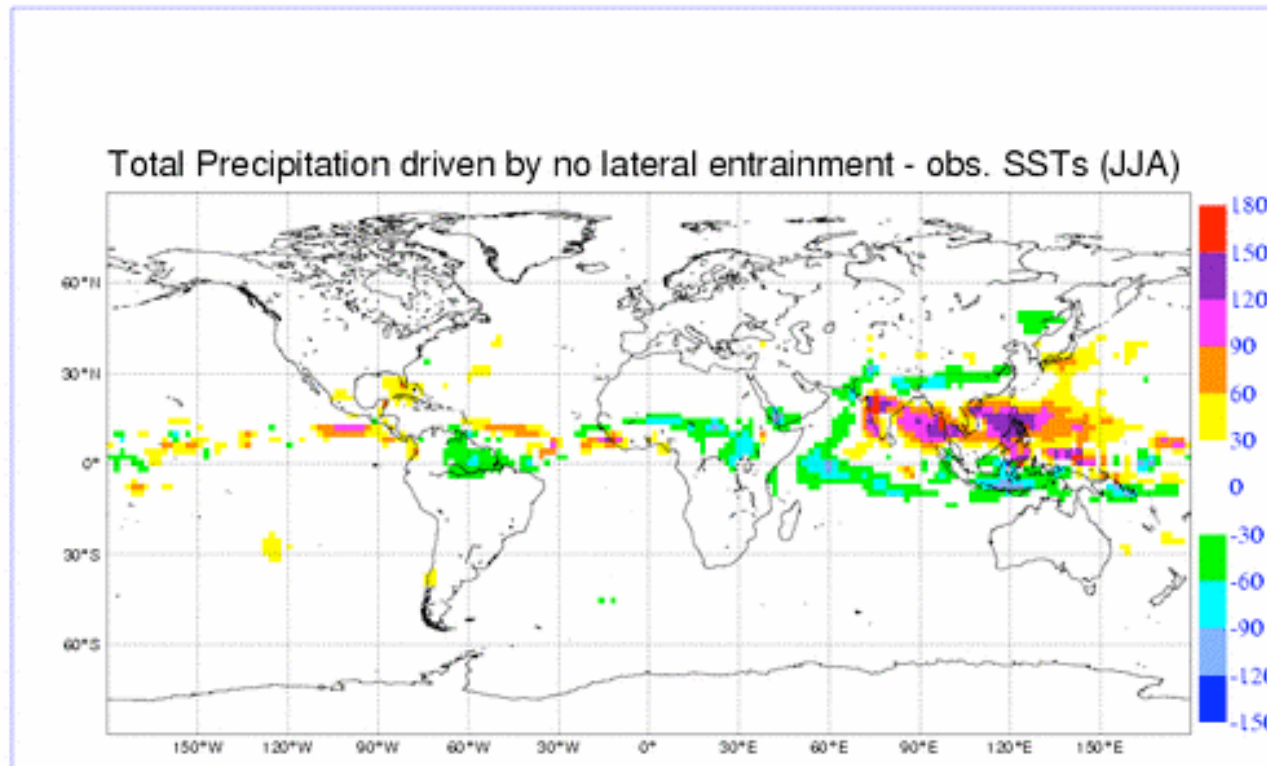 Total Precipitation driven by no lateral entrainment - obs. SSTs (JJA)
180
150
120
90
60
30
0
-30
-60
-90
-120
-150
60°N
30°N
0°
30°S
60°S
150°W 120°W 90°W 60°W 30°W 0° 30°E 60°E 90°E 120°E 150°E